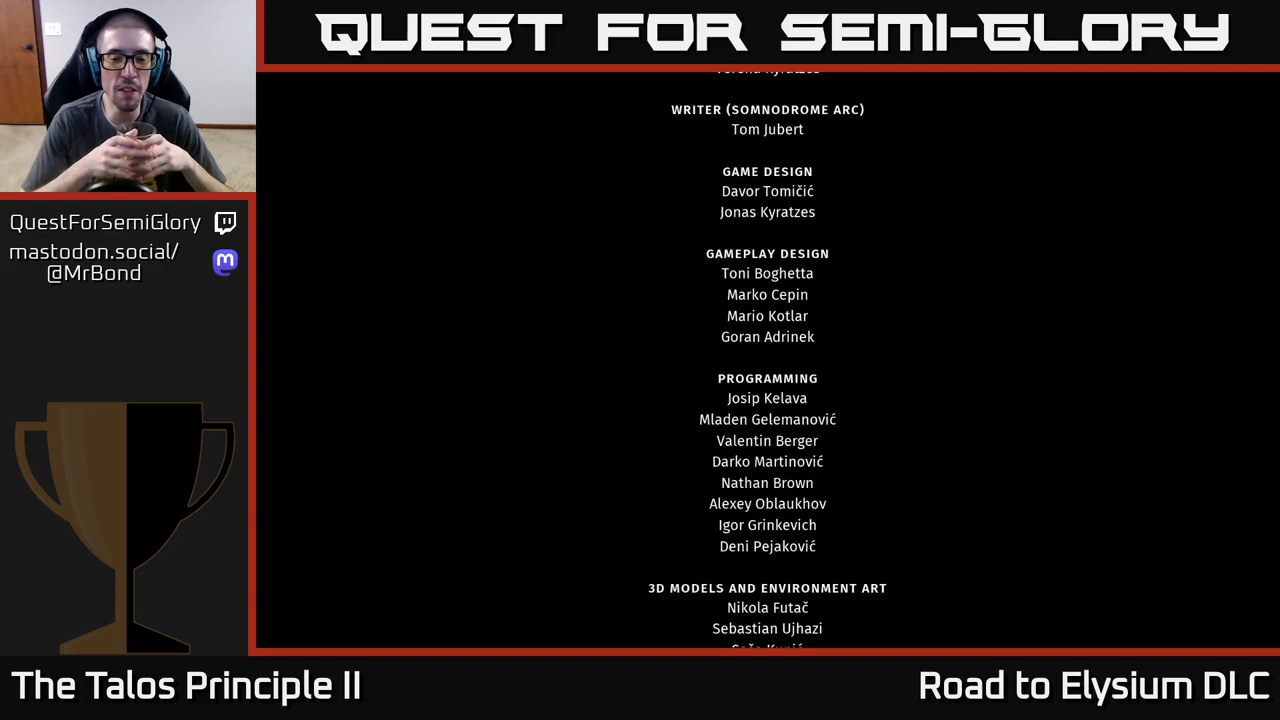 QUEST FOR SEMI-GLORY
QuestForSemiGlory
mastodon.social/
@MrBond
WRITER (SOMNODROME ARC)
Tom Jubert
GAME DESIGN
Davor Tomičić
Jonas Kyratzes
GAMEPLAY DESIGN
Toni Boghetta
Marko Cepin
Mario Kotlar
Goran Adrinek
PROGRAMMING
Josip Kelava
Mladen Gelemanović
Valentin Berger
Darko Martinović
Nathan Brown
Alexey Oblaukhov
Igor Grinkevich
Deni Pejaković
3D MODELS AND ENVIRONMENT ART
Nikola Futač
Sebastian Ujhazi
The Talos Principle II
Road to Elysium DLC